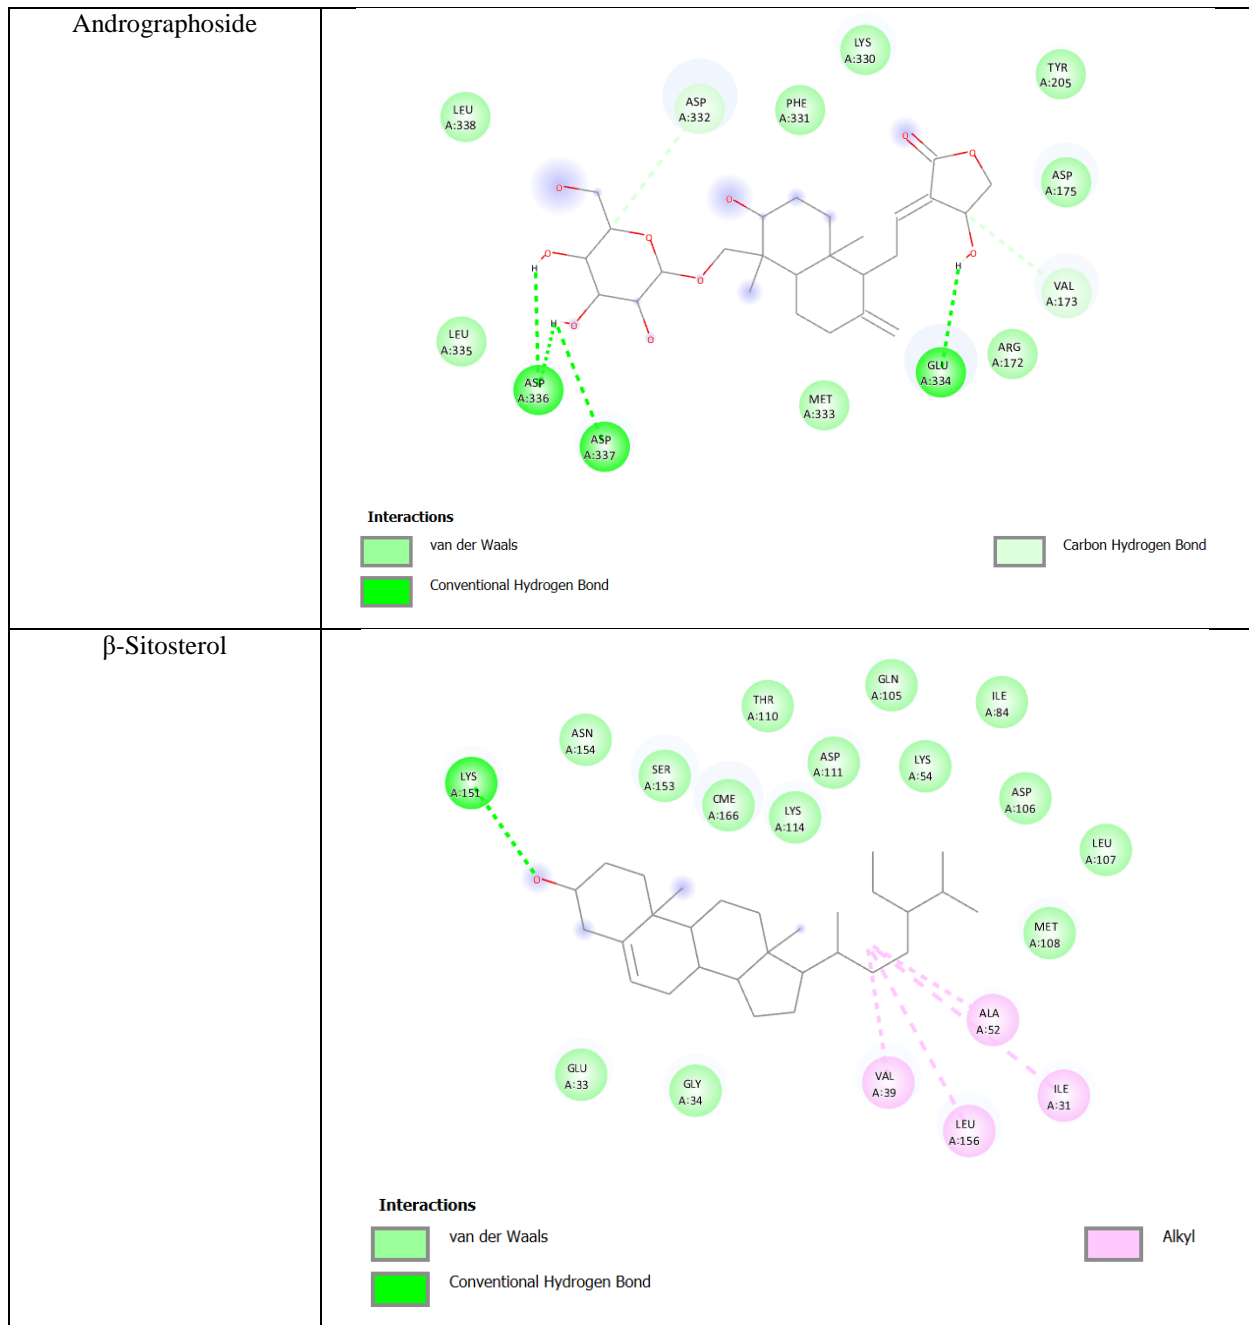 Andrographoside
LYS
A:330
TYR
A:205
LEU
A:338
ASP
A:332
PHE
A:331
O
O
ASP
A:175
O
O
O
O
H
O
H
O
O
VAL
A:173
H
O
O
LEU
A:335
ARG
A:172
ASP
A:336
GLU
A:334
MET
A:333
ASP
A:337
Interactions
van der Waals
Carbon Hydrogen Bond
Conventional Hydrogen Bond
β-Sitosterol
GLN
A:105
ILE
A:84
THR
A:110
ASN
A:154
ASP
A:111
LYS
A:54
LYS
A:151
SER
A:153
CME
A:166
LYS
A:114
ASP
A:106
LEU
A:107
O
MET
A:108
ALA
A:52
GLU
A:33
GLY
A:34
VAL
A:39
ILE
A:31
LEU
A:156
Interactions
van der Waals
Alkyl
Conventional Hydrogen Bond